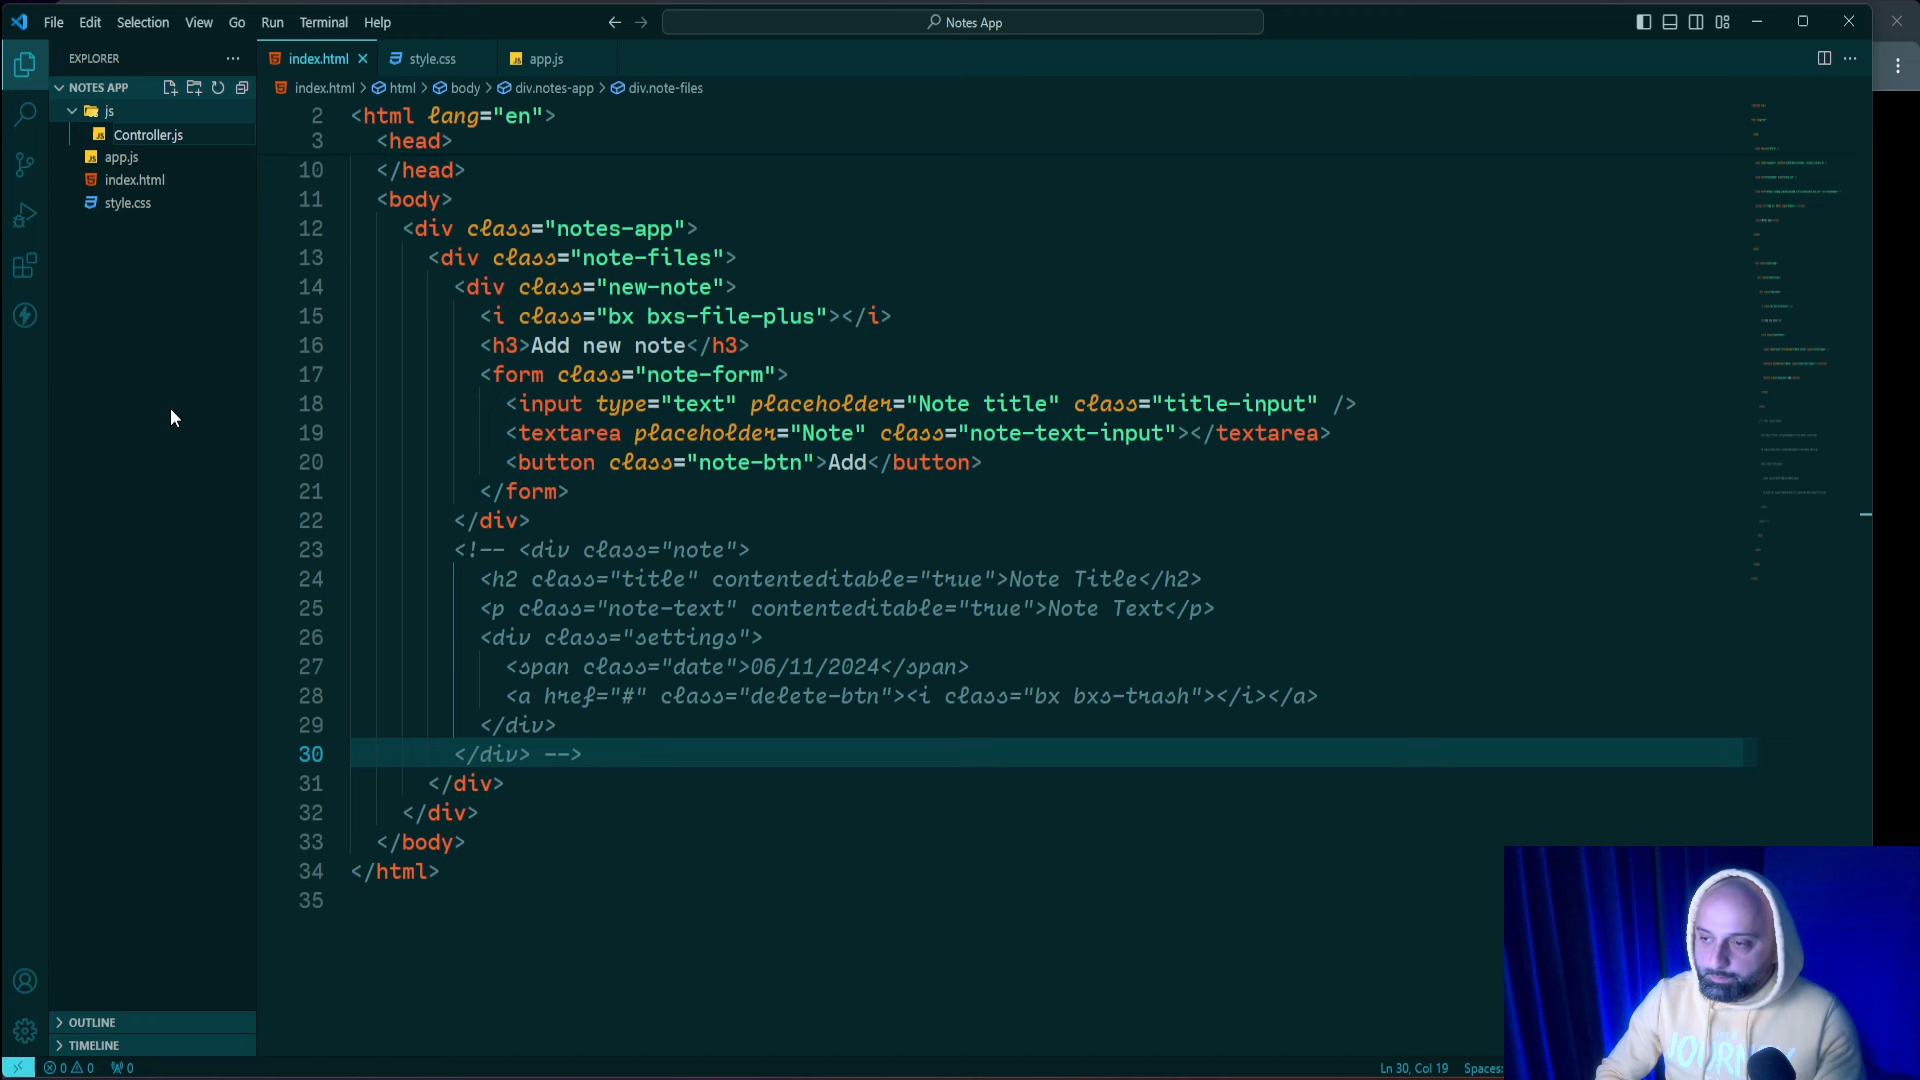 File Edit Selection View Go Run Terminal Help
Notes App
EXPLORER
NOTES APP
js
Controller.js
app.js
index.html
style.css
OUTLINE
TIMELINE
index.html
style.css
app.js
index.html > html > body > div.notes-app > div.note-files
2 <html lang="en">
3 <head>
10 </head>
11 <body>
12 <div class="notes-app">
13 <div class="note-files">
14 <div class="new-note">
15 <i class="bx bxs-file-plus"></i>
16 <h3>Add new note</h3>
17 <form class="note-form">
18 <input type="text" placeholder="Note title" class="title-input" />
19 <textarea placeholder="Note" class="note-text-input"></textarea>
20 <button class="note-btn">Add</button>
21 </form>
22 </div>
23 <!-- <div class="note">
24 <h2 class="title" contenteditable="true">Note Title</h2>
25 <p class="note-text" contenteditable="true">Note Text</p>
26 <div class="settings">
27 <span class="date">06/11/2024</span>
28 <a href="#" class="delete-btn"><i class="bx bxs-trash"></i></a>
29 </div>
30 </div> -->
31 </div>
32 </div>
33 </body>
34 </html>
35
0 0 0
Ln 30, Col 19 Spaces: